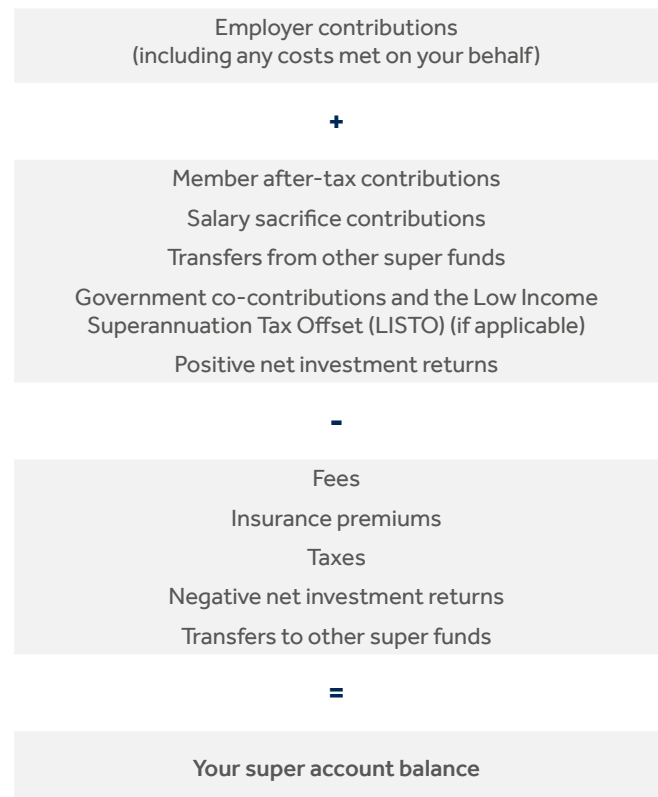 Employer contributions
(including any costs met on your behalf)
+
Member after-tax contributions
Salary sacrifice contributions
Transfers from other super funds
Government co-contributions and the Low Income
Superannuation Tax Offset (LISTO) (if applicable)
Positive net investment returns
-
Fees
Insurance premiums
Taxes
Negative net investment returns
Transfers to other super funds
=
Your super account balance